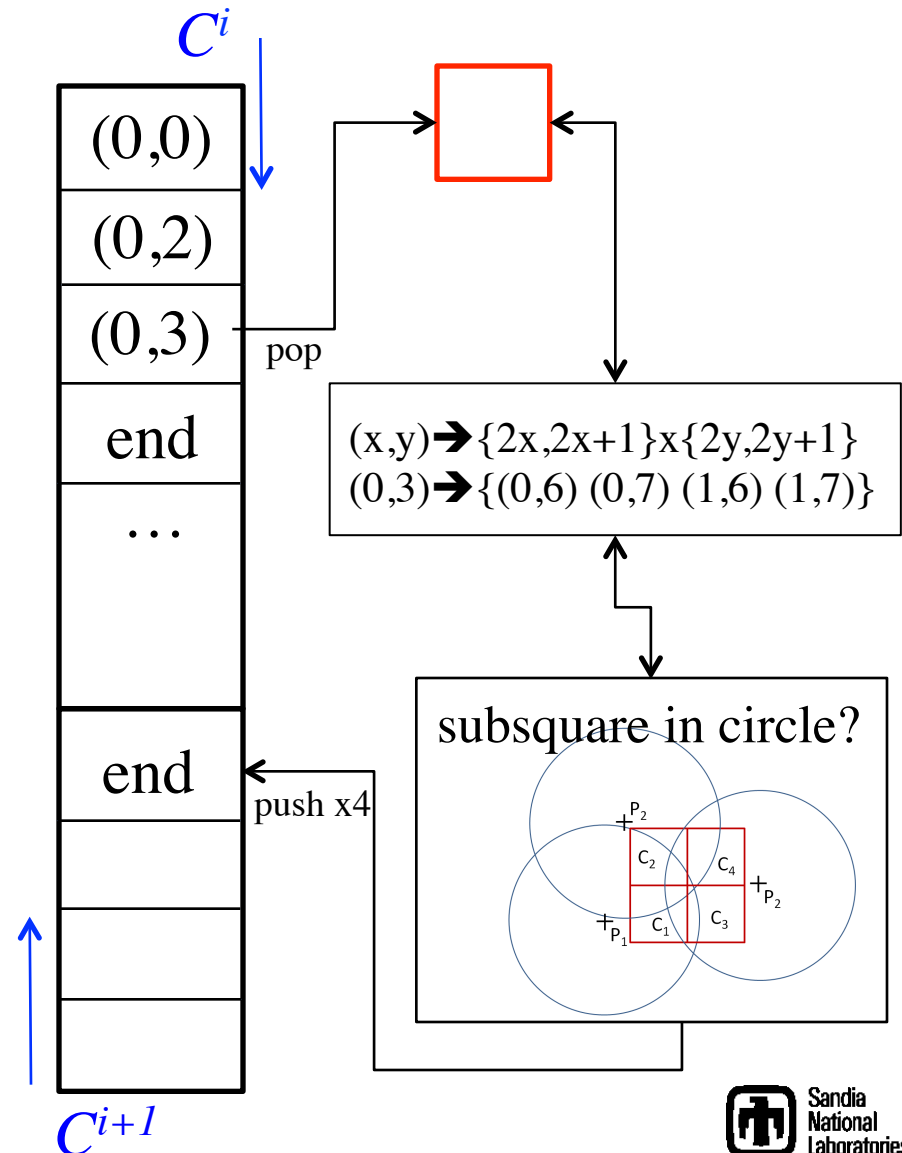 C^i
(0,0)
(0,2)
(0,3)
pop
end
…
(x,y)➔{2x,2x+1}x{2y,2y+1}
(0,3)➔{(0,6) (0,7) (1,6) (1,7)}
subsquare in circle?
P₂
C₂
C₄
P₂
P₁
C₁
C₃
end
push x4
C^{i+1}
Sandia
National
Laboratories